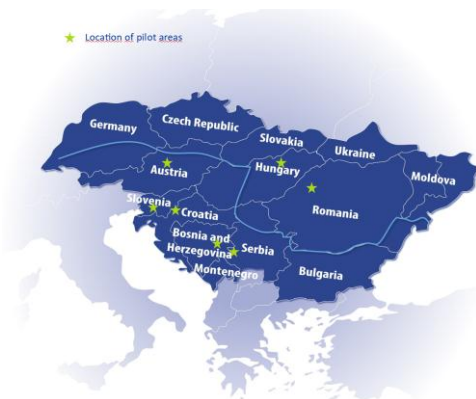 Location of pilot areas
Czech Republic
Germany
Slovakia
Ukraine
Hungary
Moldova
Austria
Slovenia
Croatia
Romania
Bosnia and
Herzegovina
Serbia
Montenegro
Bulgaria